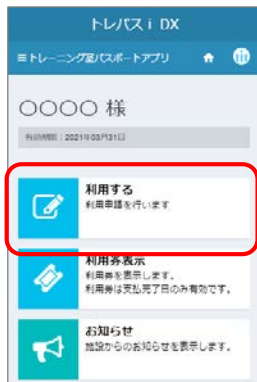 トレパスi DX
≡トレーニング室パスポートアプリ
〇〇〇〇 様
有効期限：2021年03月31日
利用する
利用申請を行います
利用券表示
利用券を表示します。
利用券は支払完了日のみ有効です。
お知らせ
施設からのお知らせを表示します。